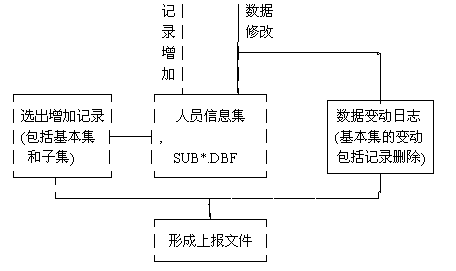 记录增加
数据
修改
选出增加记录
(包括基本集
和子集)
人员信息集
,
SUB*.DBF
数据变动日志
(基本集的变动
包括记录删除)
形成上报文件